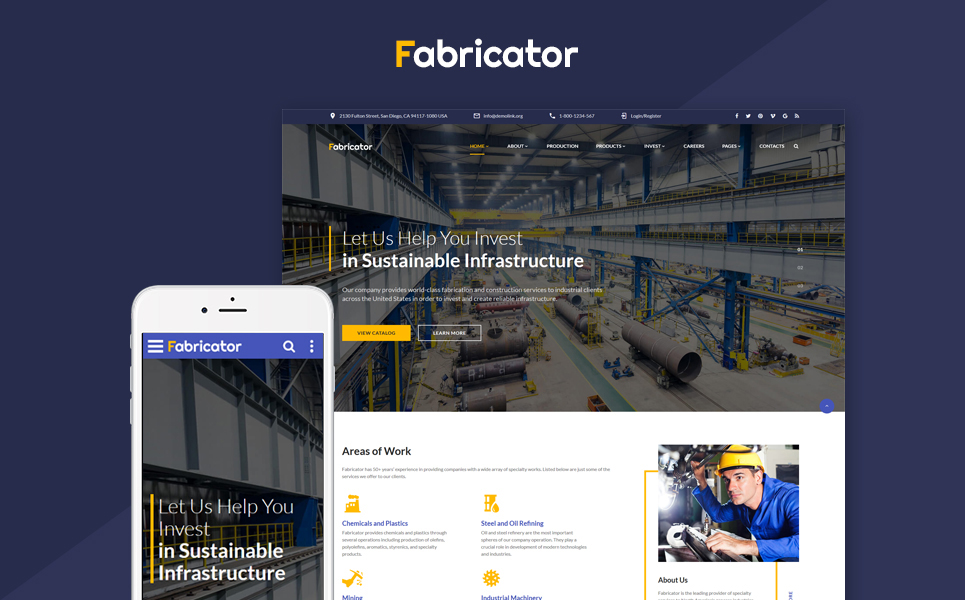 Fabricator
2130 Fulton Street, San Diego, CA 94117-1080 USA
info@demolink.org
1-800-1234-567
Login/Register
Fabricator
HOME
ABOUT
PRODUCTION
PRODUCTS
INVEST
CAREERS
PAGES
CONTACTS
Let Us Help You Invest
in Sustainable Infrastructure
01
02
Our company provides world-class fabrication and construction services to industrial clients
across the United States in order to invest and create reliable infrastructure.
VIEW CATALOG
LEARN MORE
Fabricator
Let Us Help You
Invest
in Sustainable
Infrastructure
Areas of Work
Fabricator has 50+ years' experience in providing companies with a wide array of specialty works. Listed below are just some of the
services we offer to our clients.
Chemicals and Plastics
Fabricator provides chemicals and plastics through
several operations including production of olefins,
polyolefins, aromatics, styrenics, and specialty
products.
Steel and Oil Refining
Oil and steel refinery are the most important
spheres of our company operation. They play a
crucial role in development of modern technologies
and industries.
Mining
Industrial Machinery
About Us
Fabricator is the leading provider of specialty